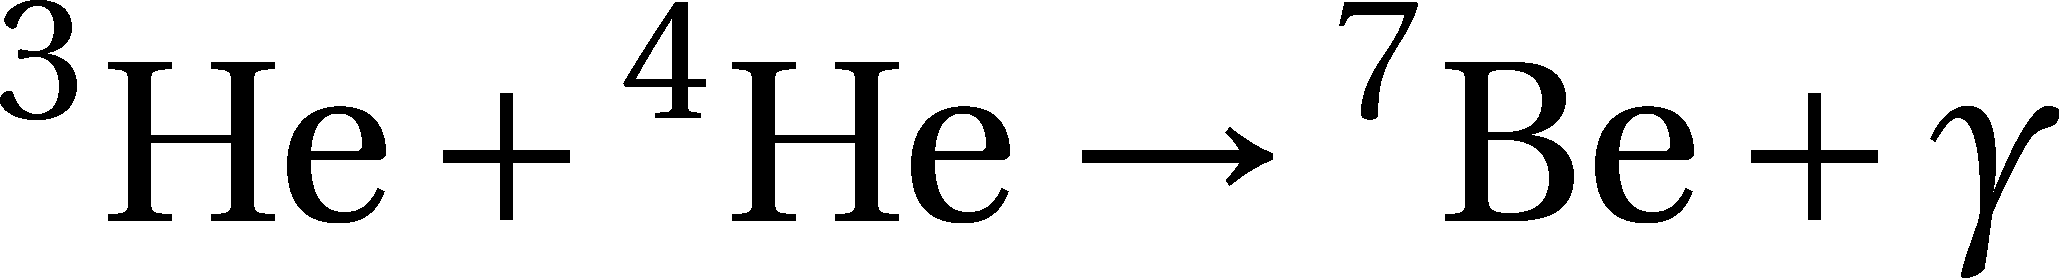 ³He + ⁴He → ⁷Be + γ